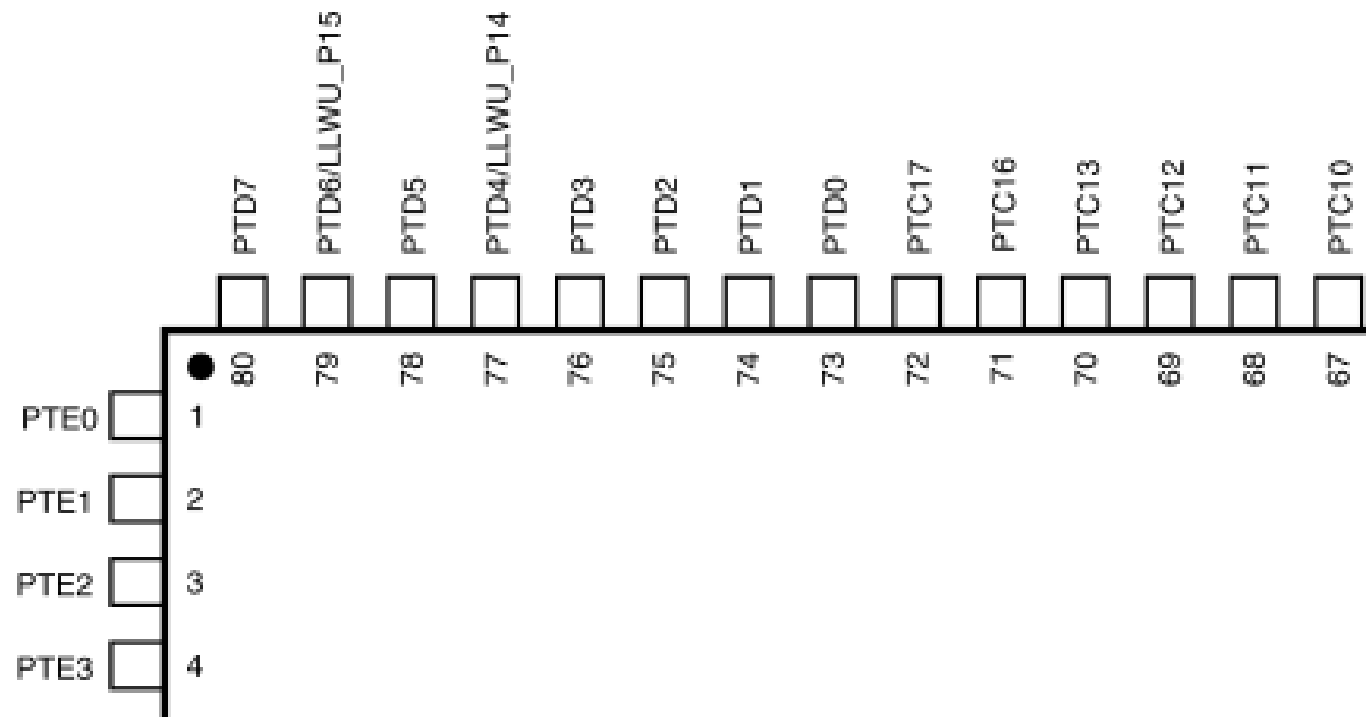 PTD7
PTD6/LLWU_P15
PTD5
PTD4/LLWU_P14
PTD3
PTD2
PTD1
PTD0
PTC17
PTC16
PTC13
PTC12
PTC11
PTC10
80
79
78
77
76
75
74
73
72
71
70
69
68
67
PTE0 1
PTE1 2
PTE2 3
PTE3 4